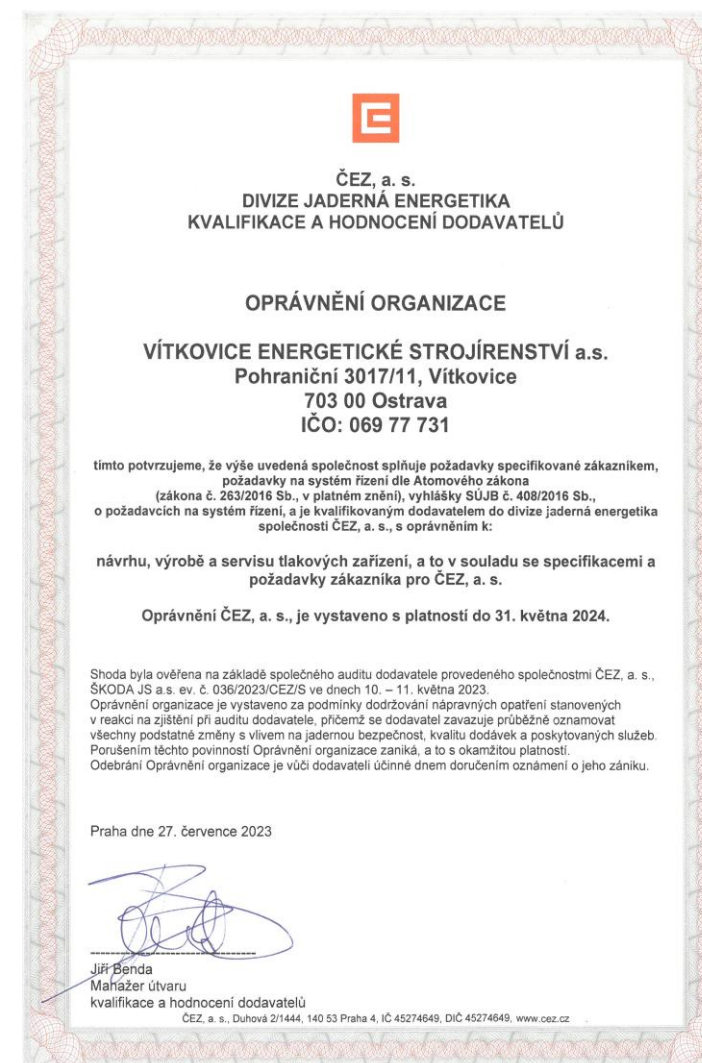 ČEZ, a. s.
DIVIZE JADERNÁ ENERGETIKA
KVALIFIKACE A HODNOCENÍ DODAVATELŮ
OPRÁVNĚNÍ ORGANIZACE
VÍTKOVICE ENERGETICKÉ STROJÍRENSTVÍ a.s.
Pohraniční 3017/11, Vítkovice
703 00 Ostrava
IČO: 069 77 731
tímto potvrzujeme, že výše uvedená společnost splňuje požadavky specifikované zákazníkem,
požadavky na systém řízení dle Atomového zákona
(zákona č. 263/2016 Sb., v platném znění), vyhlášky SÚJB č. 408/2016 Sb.,
o požadavcích na systém řízení, a je kvalifikovaným dodavatelem do divize jaderná energetika
společnosti ČEZ, a. s., s oprávněním k:
návrhu, výrobě a servisu tlakových zařízení, a to v souladu se specifikacemi a
požadavky zákazníka pro ČEZ, a. s.
Oprávnění ČEZ, a. s., je vystaveno s platností do 31. května 2024.
Shoda byla ověřena na základě společného auditu dodavatele provedeného společnostmi ČEZ, a. s.,
ŠKODA JS a.s. ev. č. 036/2023/CEZ/S ve dnech 10. – 11. května 2023.
Oprávnění organizace je vystaveno za podmínky dodržování nápravných opatření stanovených
v reakci na zjištění při auditu dodavatele, přičemž se dodavatel zavazuje průběžně oznamovat
všechny podstatné změny s vlivem na jadernou bezpečnost, kvalitu dodávek a poskytovaných služeb.
Porušením těchto povinností Oprávnění organizace zaniká, a to s okamžitou platností.
Odebrání Oprávnění organizace je vůči dodavateli účinné dnem doručením oznámení o jeho zániku.
Praha dne 27. července 2023
Jiří Benda
Manažer útvaru
kvalifikace a hodnocení dodavatelů
ČEZ, a. s., Duhová 2/1444, 140 53 Praha 4, IČ 45274649, DIČ 45274649, www.cez.cz